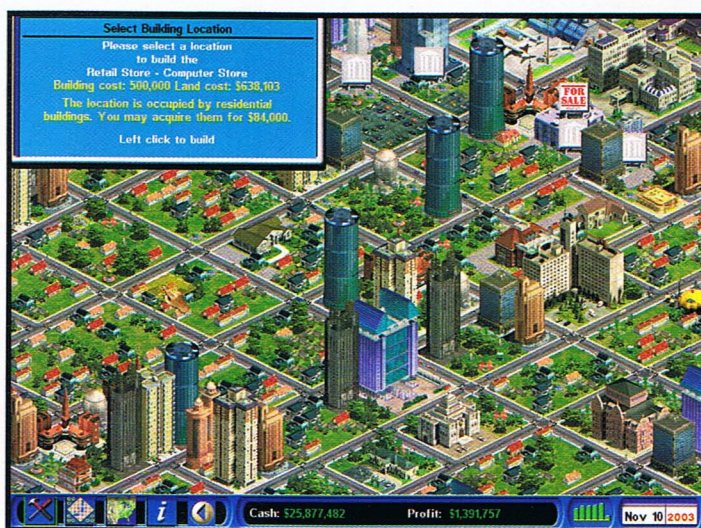 Select Building Location
Please select a location
to build the
Retail Store - Computer Store
Building cost: 500,000 Land cost: $638,103
The location is occupied by residential
buildings. You may acquire them for $84,000.
Left click to build
FOR
SALE
i
Cash: $25,877,482 Profit: $1,391,757
Nov 10 2003